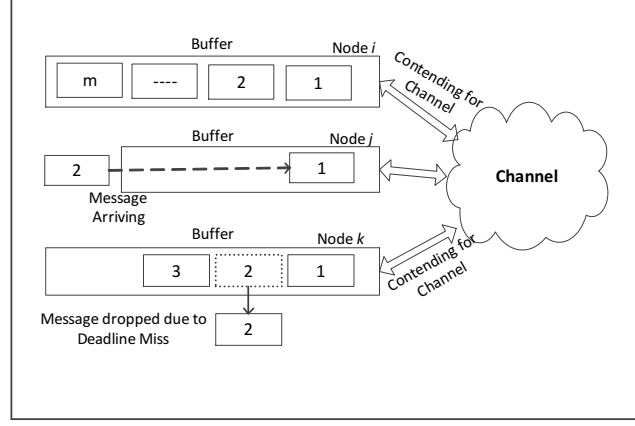 Buffer
Node i
m
----
2
1
Contending for
Channel
Buffer
Node j
2
1
Message
Arriving
Channel
Buffer
Node k
3
2
1
Contending for
Channel
Message dropped due to
Deadline Miss
2